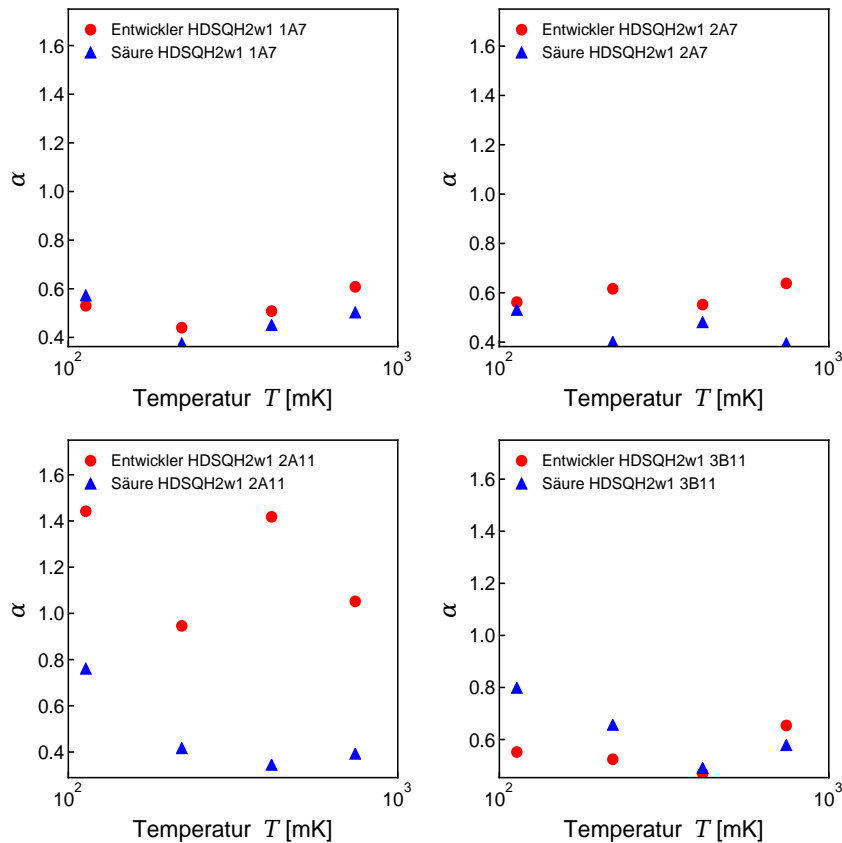 Entwickler HDSQH2w1 1A7
Säure HDSQH2w1 1A7
1.6
1.4
1.2
1.0
0.8
0.6
0.4
α
10²
10³
Temperatur T [mK]
Entwickler HDSQH2w1 2A7
Säure HDSQH2w1 2A7
1.6
1.4
1.2
1.0
0.8
0.6
0.4
α
10²
10³
Temperatur T [mK]
Entwickler HDSQH2w1 2A11
Säure HDSQH2w1 2A11
1.6
1.4
1.2
1.0
0.8
0.6
0.4
α
10²
10³
Temperatur T [mK]
Entwickler HDSQH2w1 3B11
Säure HDSQH2w1 3B11
1.6
1.4
1.2
1.0
0.8
0.6
α
10²
10³
Temperatur T [mK]